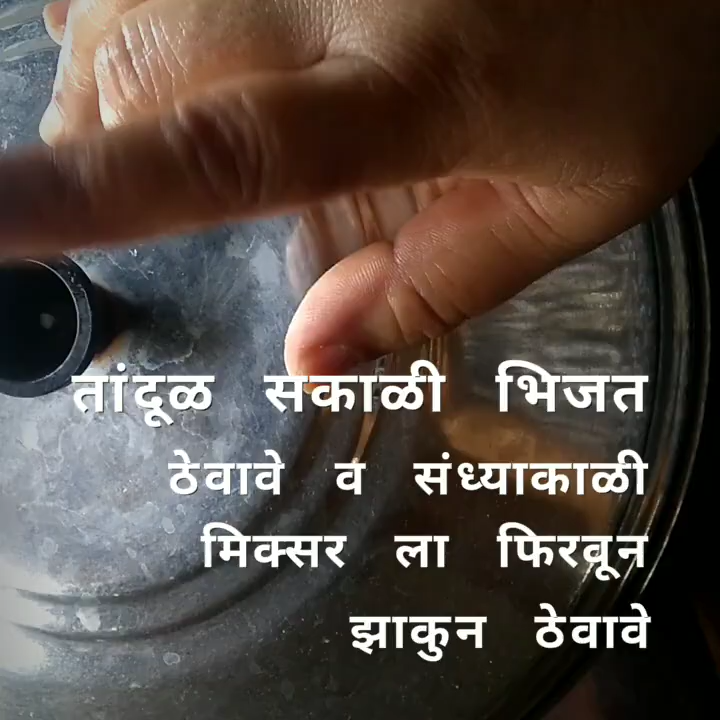 तांदूळ सकाळी भिजत
ठेवावे व संध्याकाळी
मिक्सर ला फिरवून
झाकुन ठेवावे